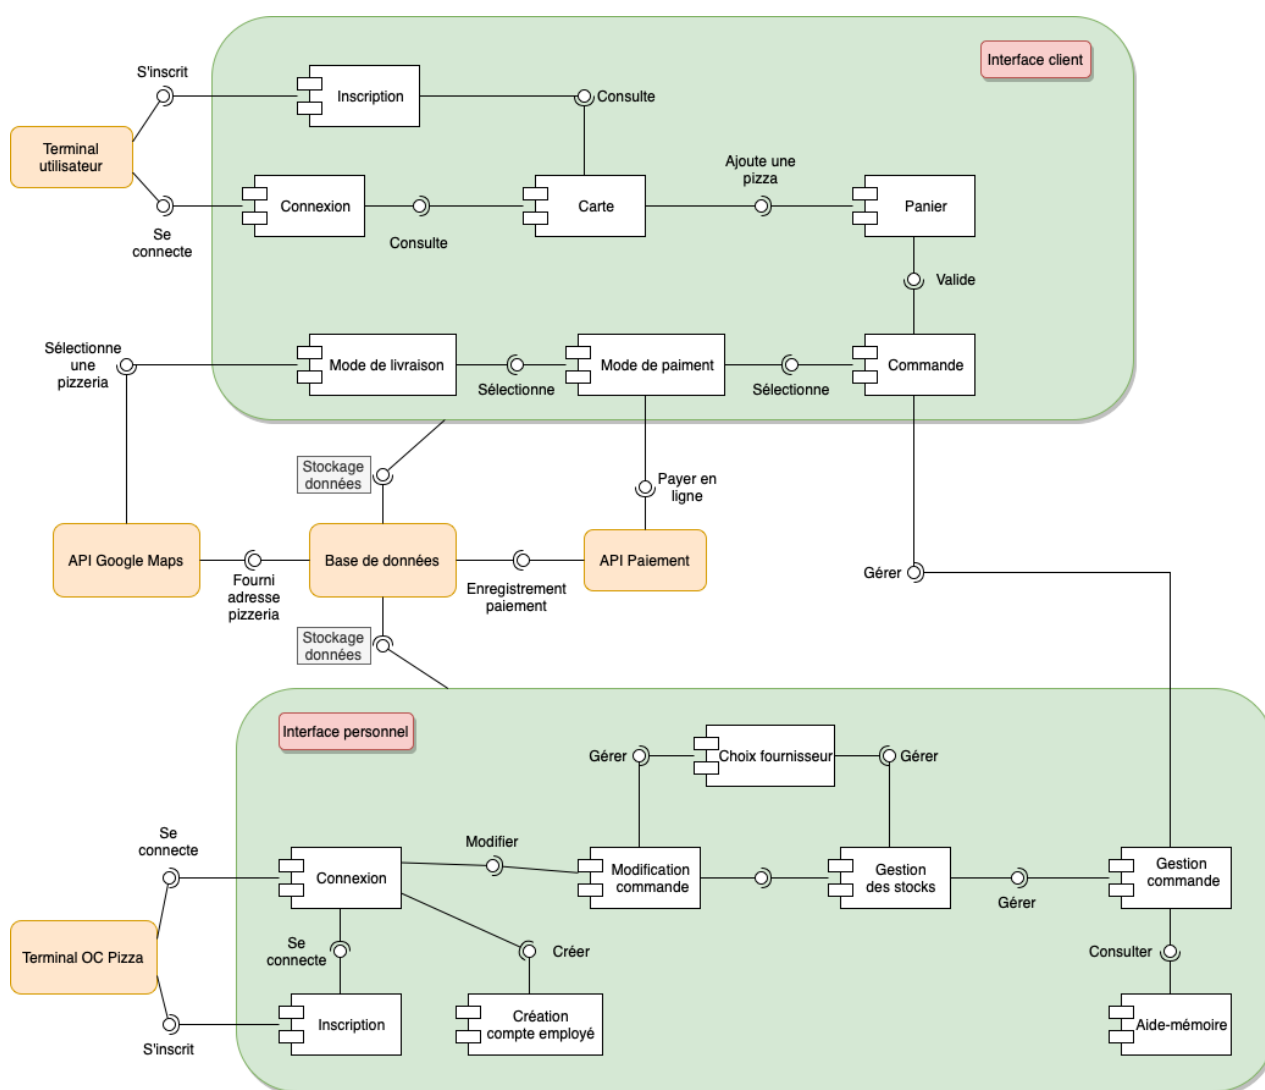 Interface client
S'inscrit
Inscription
Consulte
Terminal
utilisateur
Ajoute une
pizza
Connexion
Carte
Panier
Se
connecte
Consulte
Valide
Sélectionne
une
pizzeria
Mode de livraison
Mode de paiment
Commande
Sélectionne
Sélectionne
Stockage
données
Payer en
ligne
API Google Maps
Base de données
API Paiement
Gérer
Fourni
adresse
pizzeria
Enregistrement
paiement
Stockage
données
Interface personnel
Gérer
Choix fournisseur
Gérer
Se
connecte
Modifier
Connexion
Modification
commande
Gestion
des stocks
Gestion
commande
Gérer
Terminal OC Pizza
Se
connecte
Créer
Consulter
Inscription
Création
compte employé
Aide-mémoire
S'inscrit